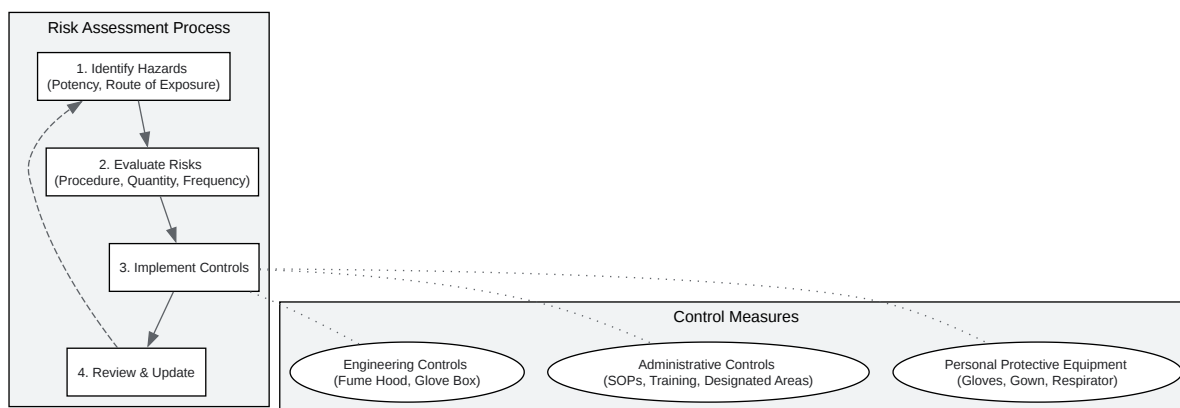 Risk Assessment Process
1. Identify Hazards
(Potency, Route of Exposure)
2. Evaluate Risks
(Procedure, Quantity, Frequency)
3. Implement Controls
4. Review & Update
Control Measures
Engineering Controls
(Fume Hood, Glove Box)
Administrative Controls
(SOPs, Training, Designated Areas)
Personal Protective Equipment
(Gloves, Gown, Respirator)